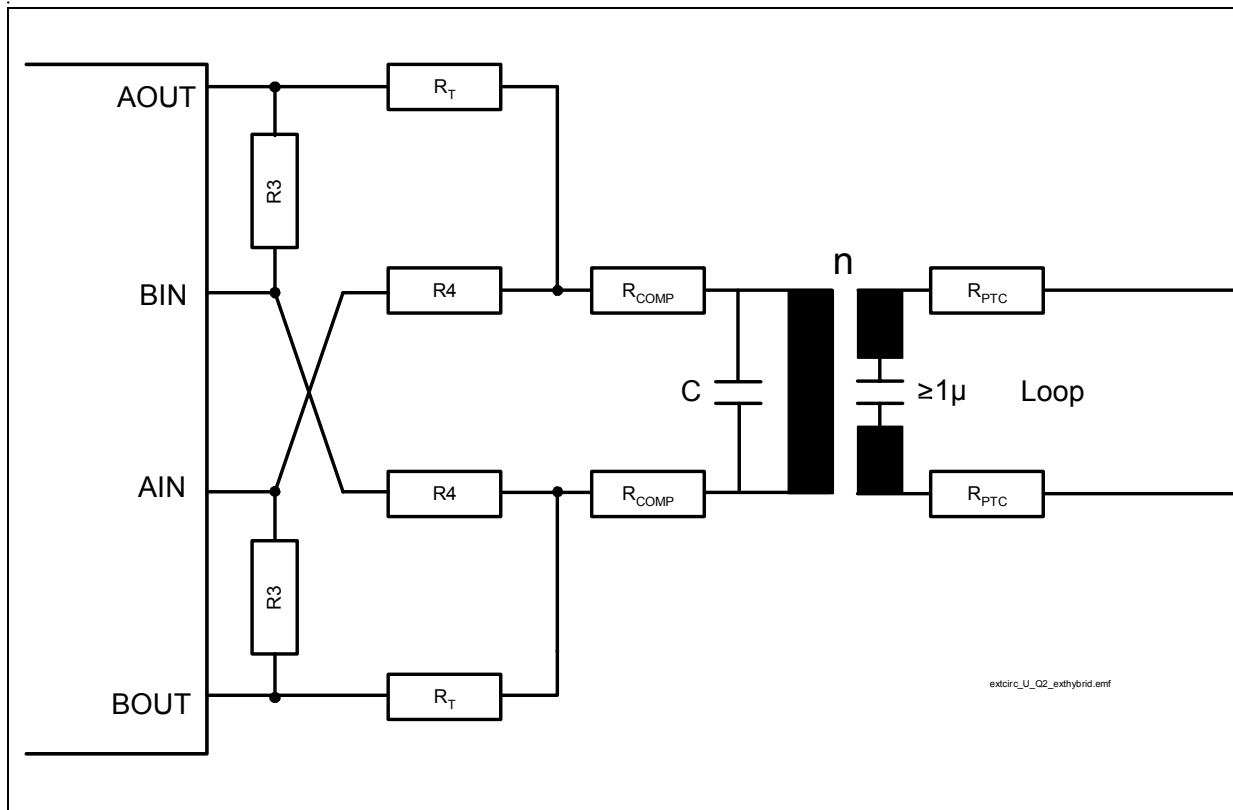 AOUT
R_T
R3
n
BIN
R4
R_COMP
R_PTC
C
≥1µ
Loop
AIN
R4
R_COMP
R_PTC
R3
BOUT
R_T
extcirc_U_Q2_exthybrid.emf